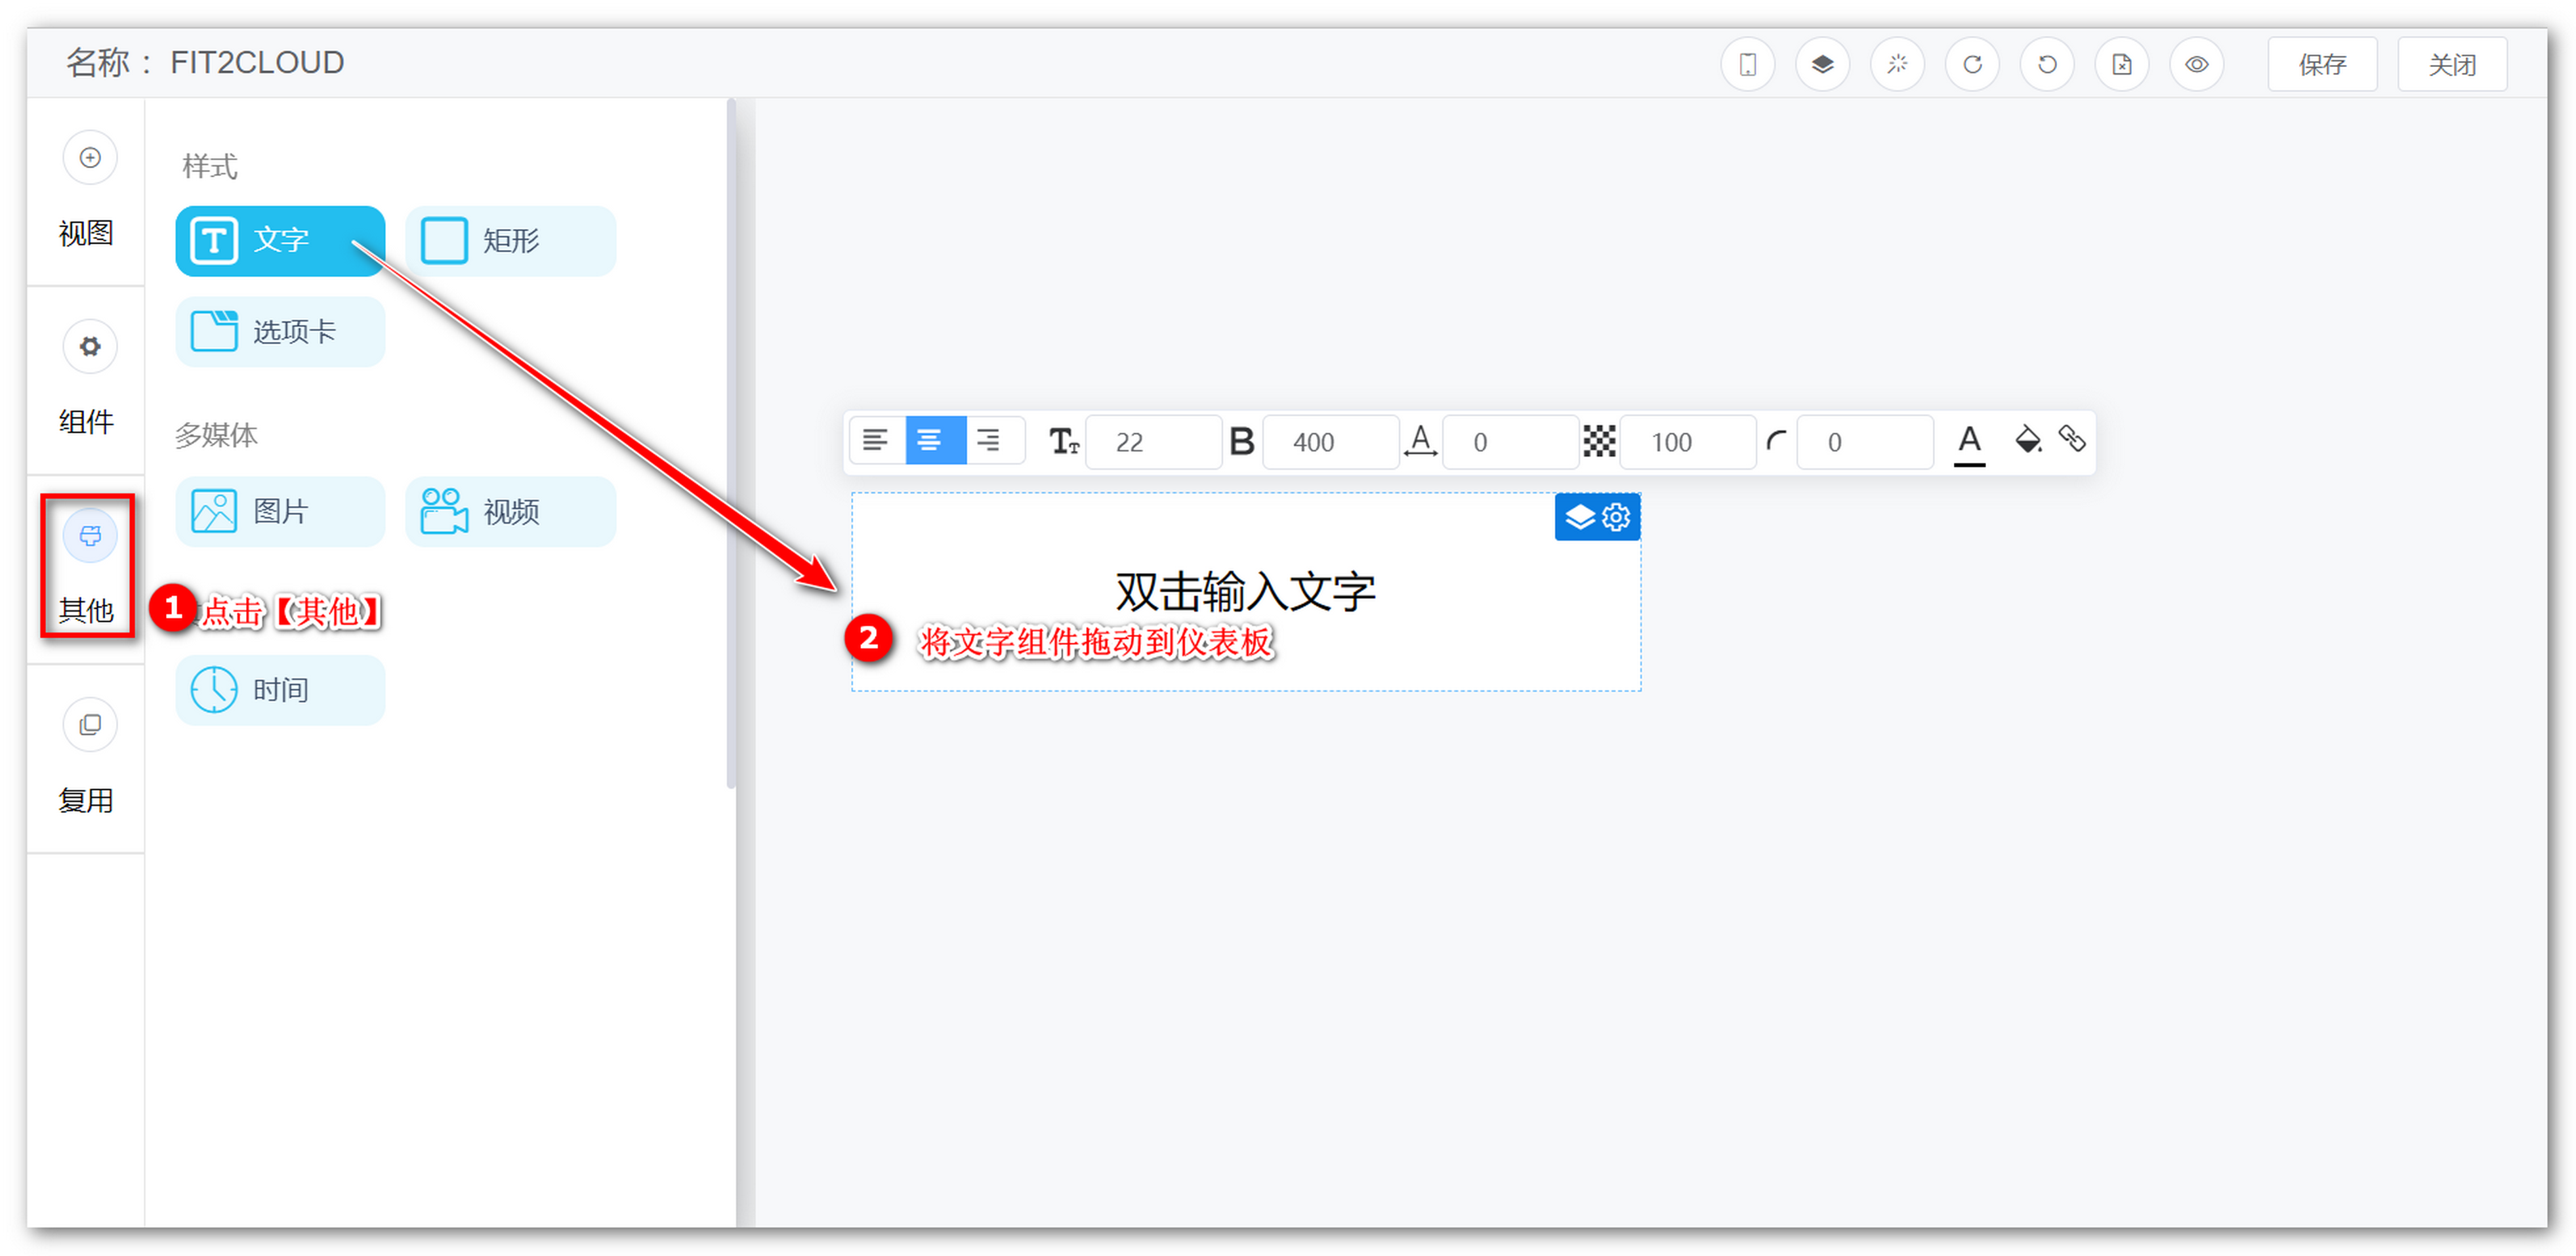 名称： FIT2CLOUD
保存 关闭
视图
组件
其他
复用
样式
文字 矩形
选项卡
多媒体
图片 视频
1 点击【其他】
时间
22 B 400 A 0 100 0 A
双击输入文字
2 将文字组件拖动到仪表板